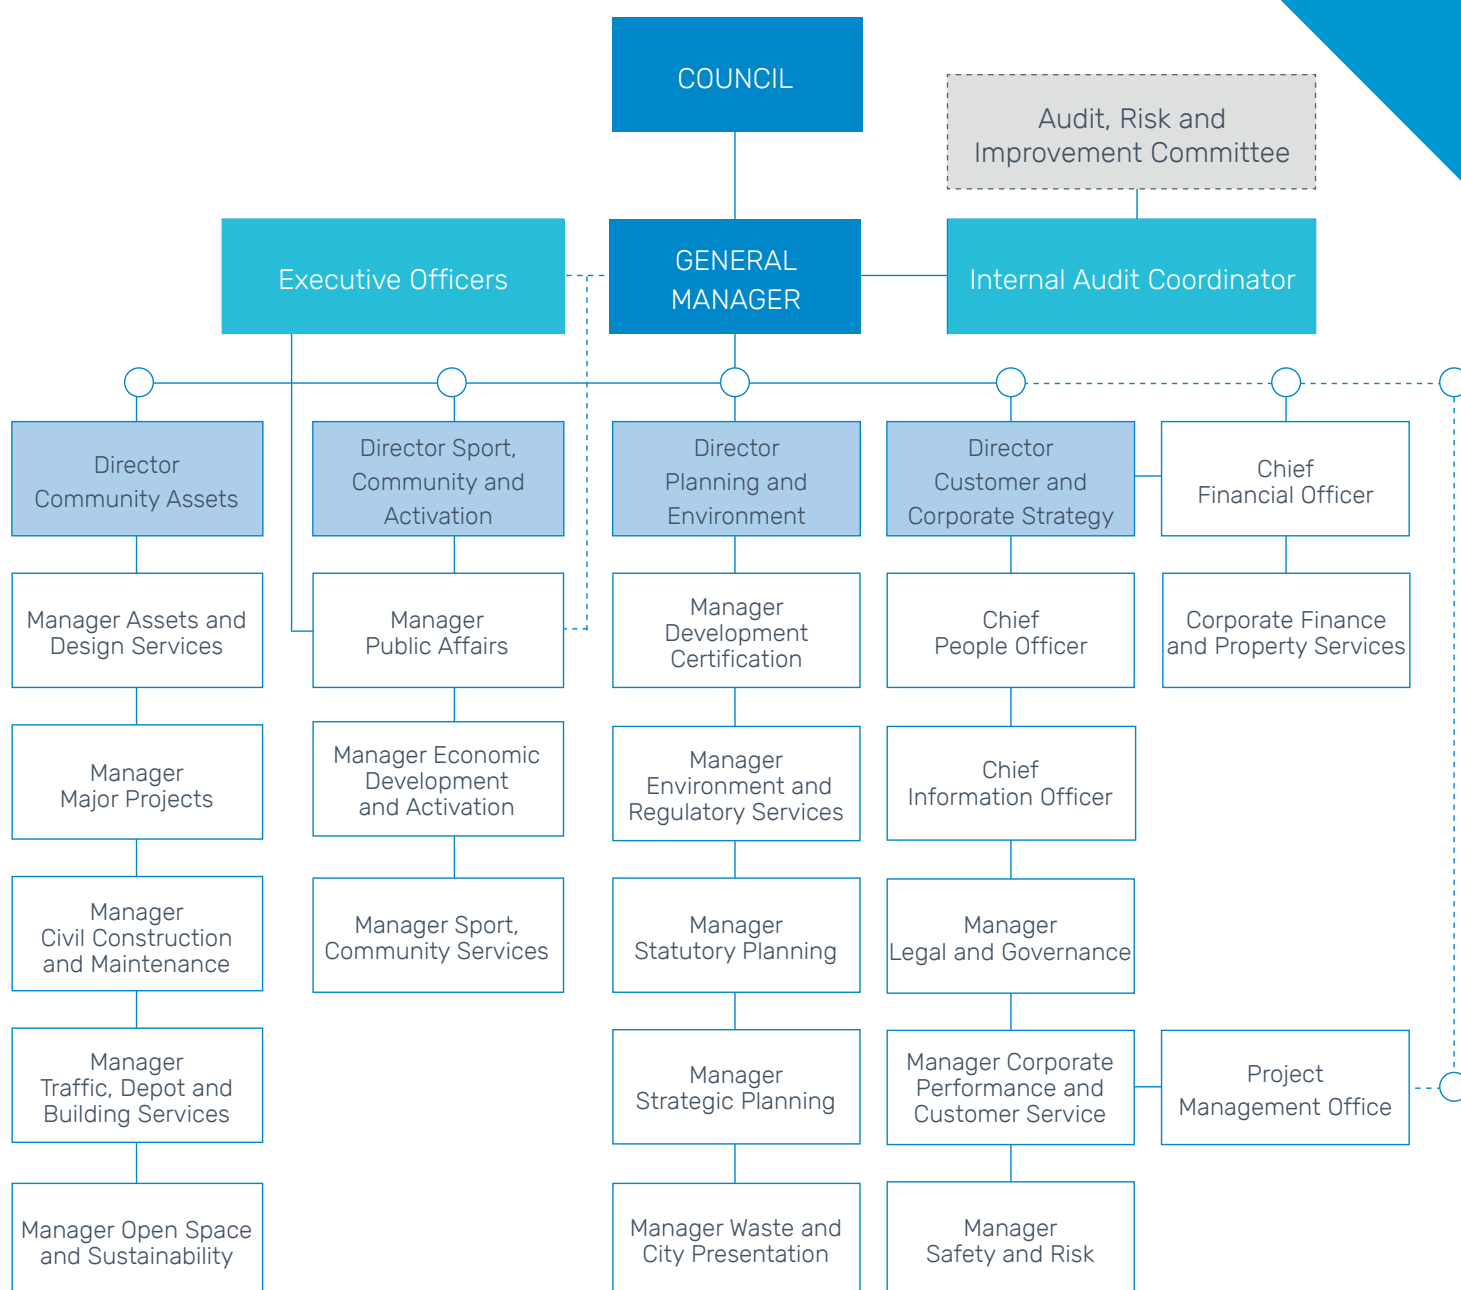 COUNCIL
Audit, Risk and
Improvement Committee
Executive Officers
GENERAL
MANAGER
Internal Audit Coordinator
Director
Community Assets
Director Sport,
Community and
Activation
Director
Planning and
Environment
Director
Customer and
Corporate Strategy
Chief
Financial Officer
Manager Assets and
Design Services
Manager
Public Affairs
Manager
Development
Certification
Chief
People Officer
Corporate Finance
and Property Services
Manager
Major Projects
Manager Economic
Development
and Activation
Manager
Environment and
Regulatory Services
Chief
Information Officer
Manager
Civil Construction
and Maintenance
Manager Sport,
Community Services
Manager
Statutory Planning
Manager
Legal and Governance
Manager
Traffic, Depot and
Building Services
Manager
Strategic Planning
Manager Corporate
Performance and
Customer Service
Project
Management Office
Manager Open Space
and Sustainability
Manager Waste and
City Presentation
Manager
Safety and Risk